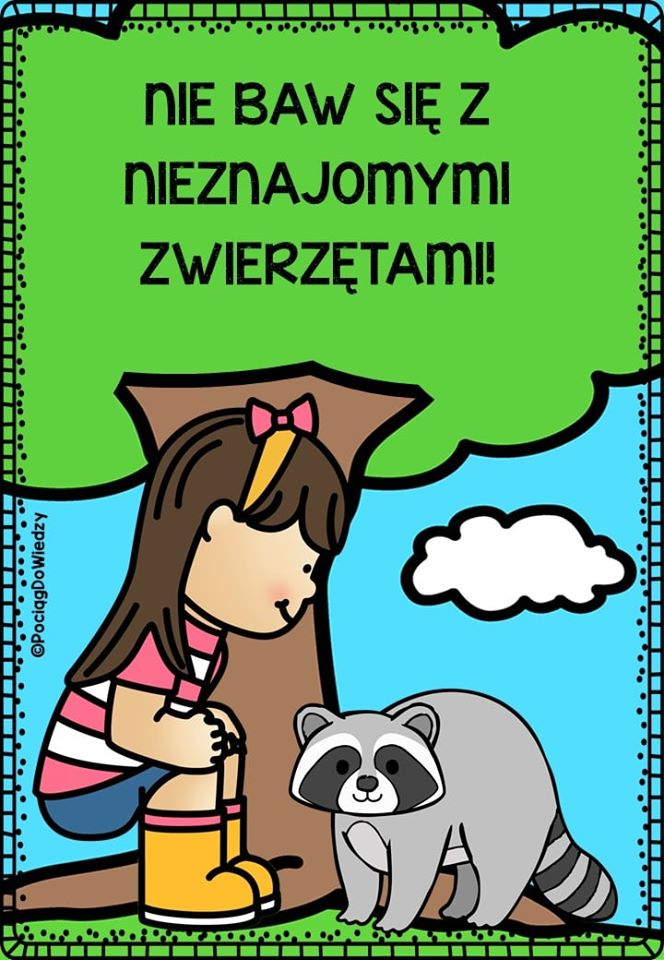 NIE BAW SIĘ Z
NIEZNAJOMYMI
ZWIERZĘTAMI!
©PociągDoWiedzy